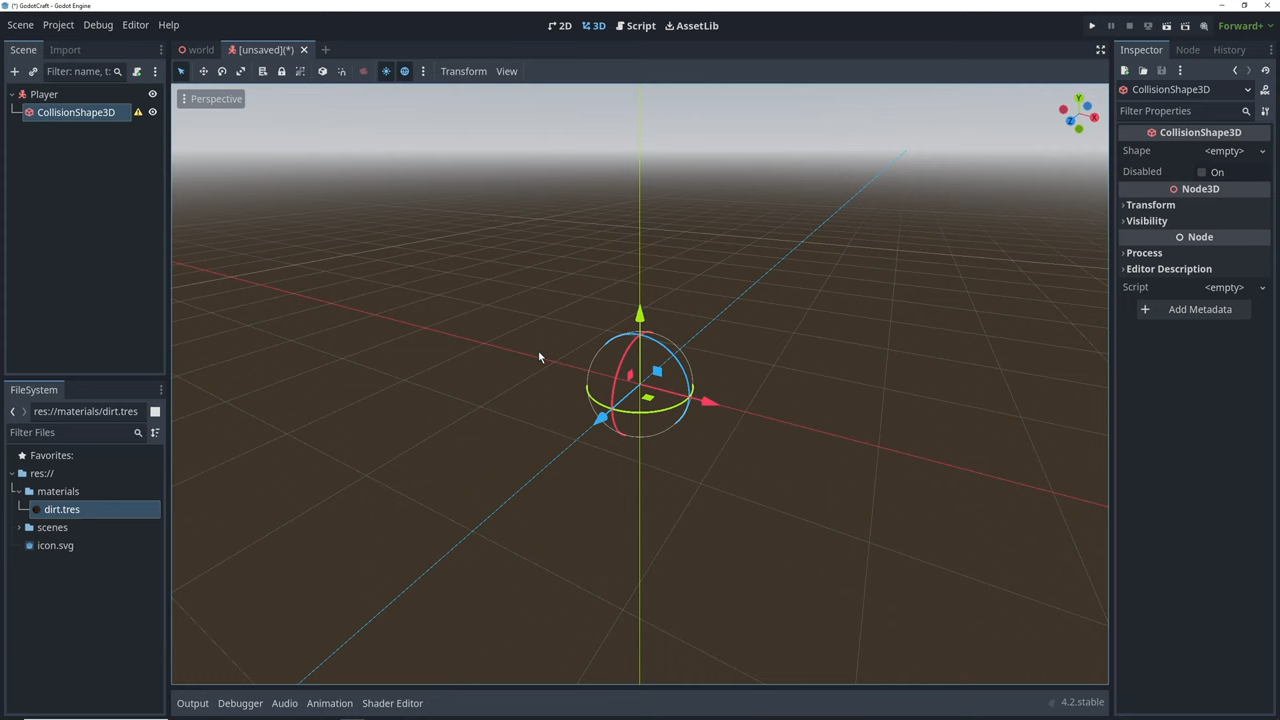 (*) GodotCraft - Godot Engine
Scene Project Debug Editor Help
2D 3D Script AssetLib
Forward+
Scene Import
world [unsaved](*)
Inspector Node History
Filter: name, t:
Transform View
Player
CollisionShape3D
Perspective
Y
X
Z
CollisionShape3D
Filter Properties
CollisionShape3D
Shape <empty>
Disabled On
Node3D
Transform
Visibility
Node
Process
Editor Description
Script <empty>
Add Metadata
FileSystem
res://materials/dirt.tres
Filter Files
Favorites:
res://
materials
dirt.tres
scenes
icon.svg
Output Debugger Audio Animation Shader Editor
4.2.stable